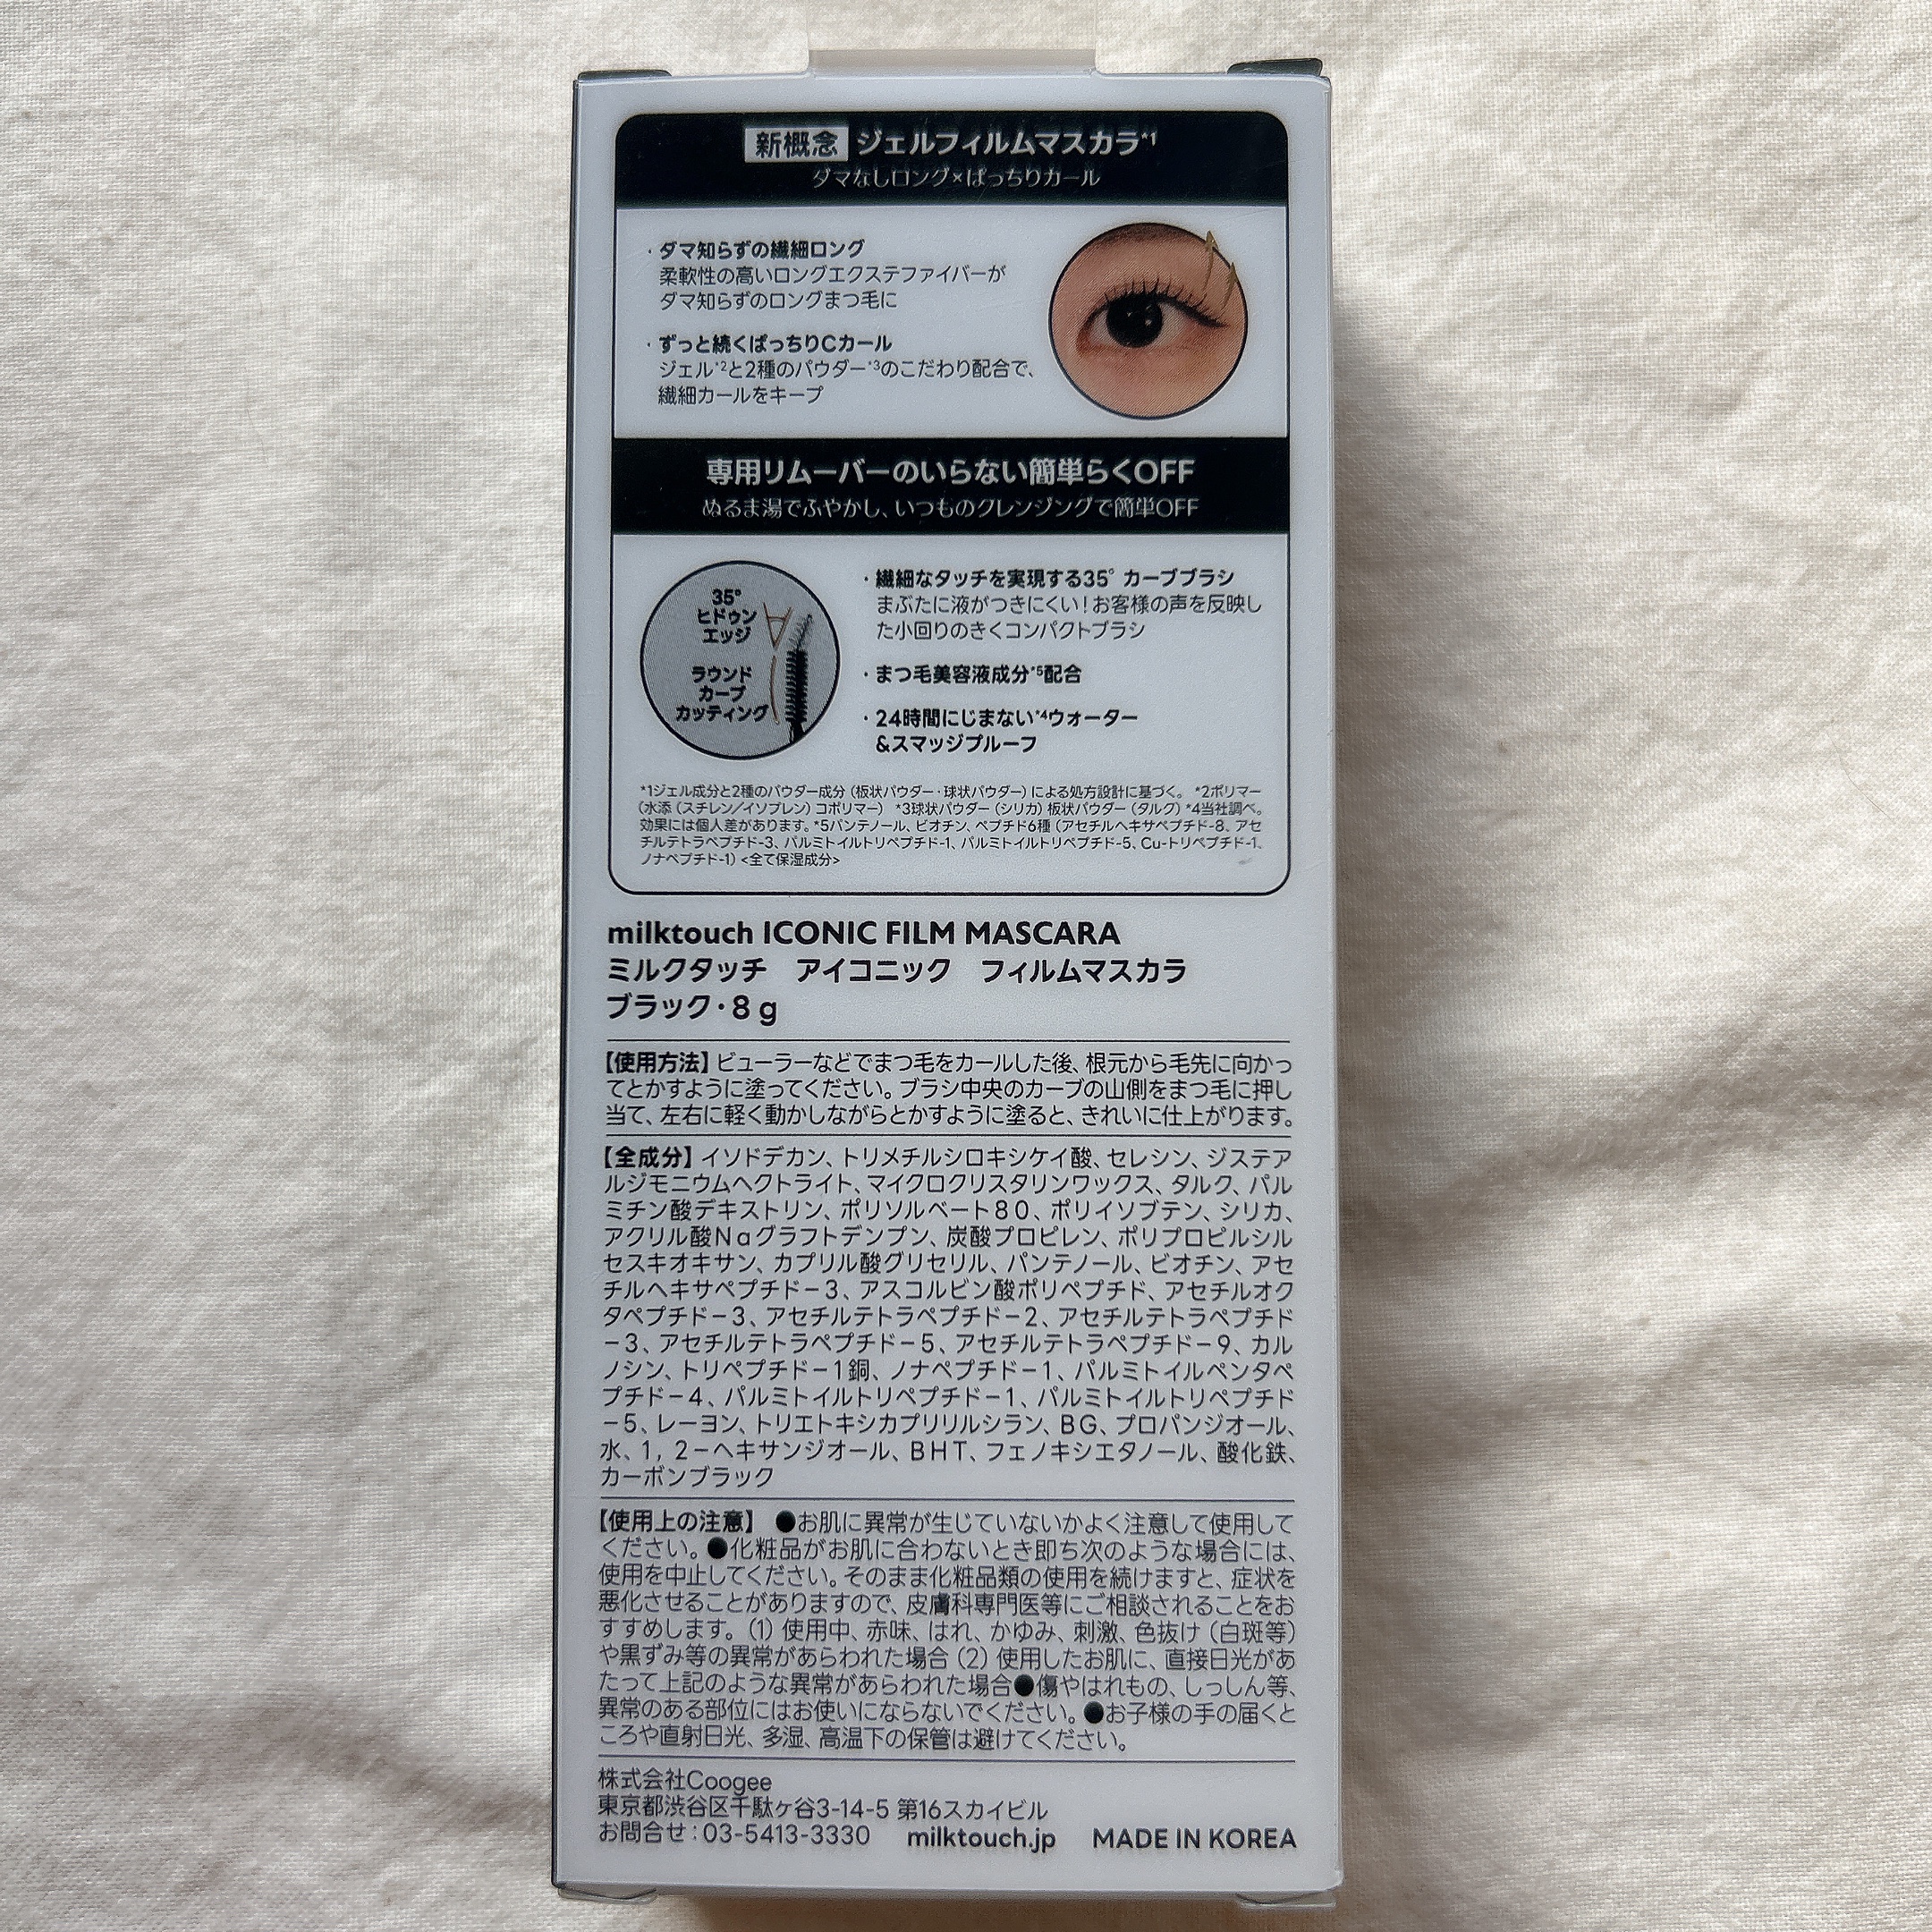 新概念 ジェルフィルムマスカラ*1
ダマなしロング×ぱっちりカール
・ダマ知らずの繊細ロング
柔軟性の高いロングエクステファイバーが
ダマ知らずのロングまつ毛に
・ずっと続くぱっちりCカール
ジェル*2と2種のパウダー*3のこだわり配合で、
繊細カールをキープ
専用リムーバーのいらない簡単らくOFF
ぬるま湯でふやかし、いつものクレンジングで簡単OFF
35°
ヒドゥン
エッジ
ラウンド
カーブ
カッティング
・繊細なタッチを実現する35° カーブブラシ
まぶたに液がつきにくい！お客様の声を反映し
た小回りのきくコンパクトブラシ
・まつ毛美容液成分*5配合
・24時間にじまない*4ウォーター
&スマッジプルーフ
*1ジェル成分と2種のパウダー成分（板状パウダー・球状パウダー）による処方設計に基づく。 *2ポリマー
（水添（スチレン/イソプレン）コポリマー） *3球状パウダー（シリカ）板状パウダー（タルク）*4当社調べ。
効果には個人差があります。*5パンテノール、ビオチン、ペプチド6種（アセチルヘキサペプチド-8、アセ
チルテトラペプチド-3、パルミトイルトリペプチド-1、パルミトイルトリペプチド-5、Cu-トリペプチド-1、
ノナペプチド-1）<全て保湿成分>
milktouch ICONIC FILM MASCARA
ミルクタッチ　アイコニック　フィルムマスカラ
ブラック・8 g
【使用方法】ビューラーなどでまつ毛をカールした後、根元から毛先に向かっ
てとかすように塗ってください。ブラシ中央のカーブの山側をまつ毛に押し
当て、左右に軽く動かしながらとかすように塗ると、きれいに仕上がります。
【全成分】イソドデカン、トリメチルシロキシケイ酸、セレシン、ジステア
ルジモニウムヘクトライト、マイクロクリスタリンワックス、タルク、パル
ミチン酸デキストリン、ポリソルベート80、ポリイソブテン、シリカ、
アクリル酸Naグラフトデンプン、炭酸プロピレン、ポリプロピルシル
セスキオキサン、カプリル酸グリセリル、パンテノール、ビオチン、アセ
チルヘキサペプチド－3、アスコルビン酸ポリペプチド、アセチルオク
タペプチド－3、アセチルテトラペプチド－2、アセチルテトラペプチド
－3、アセチルテトラペプチド－5、アセチルテトラペプチド－9、カル
ノシン、トリペプチド－1銅、ノナペプチド－1、パルミトイルペンタペ
プチド－4、パルミトイルトリペプチド－1、パルミトイルトリペプチド
－5、レーヨン、トリエトキシカプリリルシラン、BG、プロパンジオール、
水、1，2－ヘキサンジオール、BHT、フェノキシエタノール、酸化鉄、
カーボンブラック
【使用上の注意】 ●お肌に異常が生じていないかよく注意して使用して
ください。●化粧品がお肌に合わないとき即ち次のような場合には、
使用を中止してください。そのまま化粧品類の使用を続けますと、症状を
悪化させることがありますので、皮膚科専門医等にご相談されることをお
すすめします。（1）使用中、赤味、はれ、かゆみ、刺激、色抜け（白斑等）
や黒ずみ等の異常があらわれた場合（2）使用したお肌に、直接日光があ
たって上記のような異常があらわれた場合●傷やはれもの、しっしん等、
異常のある部位にはお使いにならないでください。●お子様の手の届くと
ころや直射日光、多湿、高温下の保管は避けてください。
株式会社Coogee
東京都渋谷区千駄ヶ谷3-14-5 第16スカイビル
お問合せ：03-5413-3330 milktouch.jp MADE IN KOREA